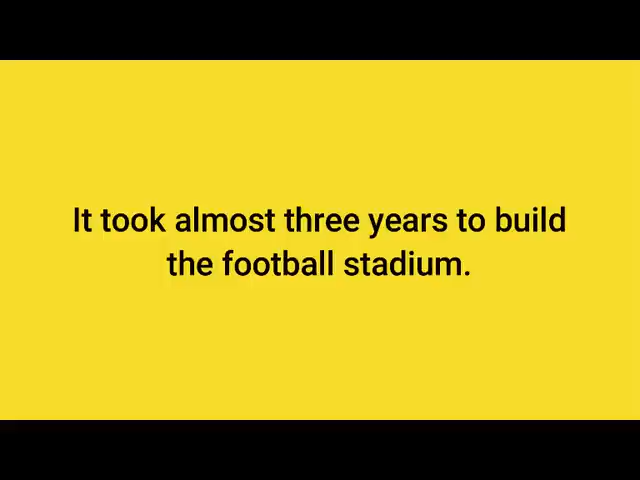 It took almost three years to build
the football stadium.